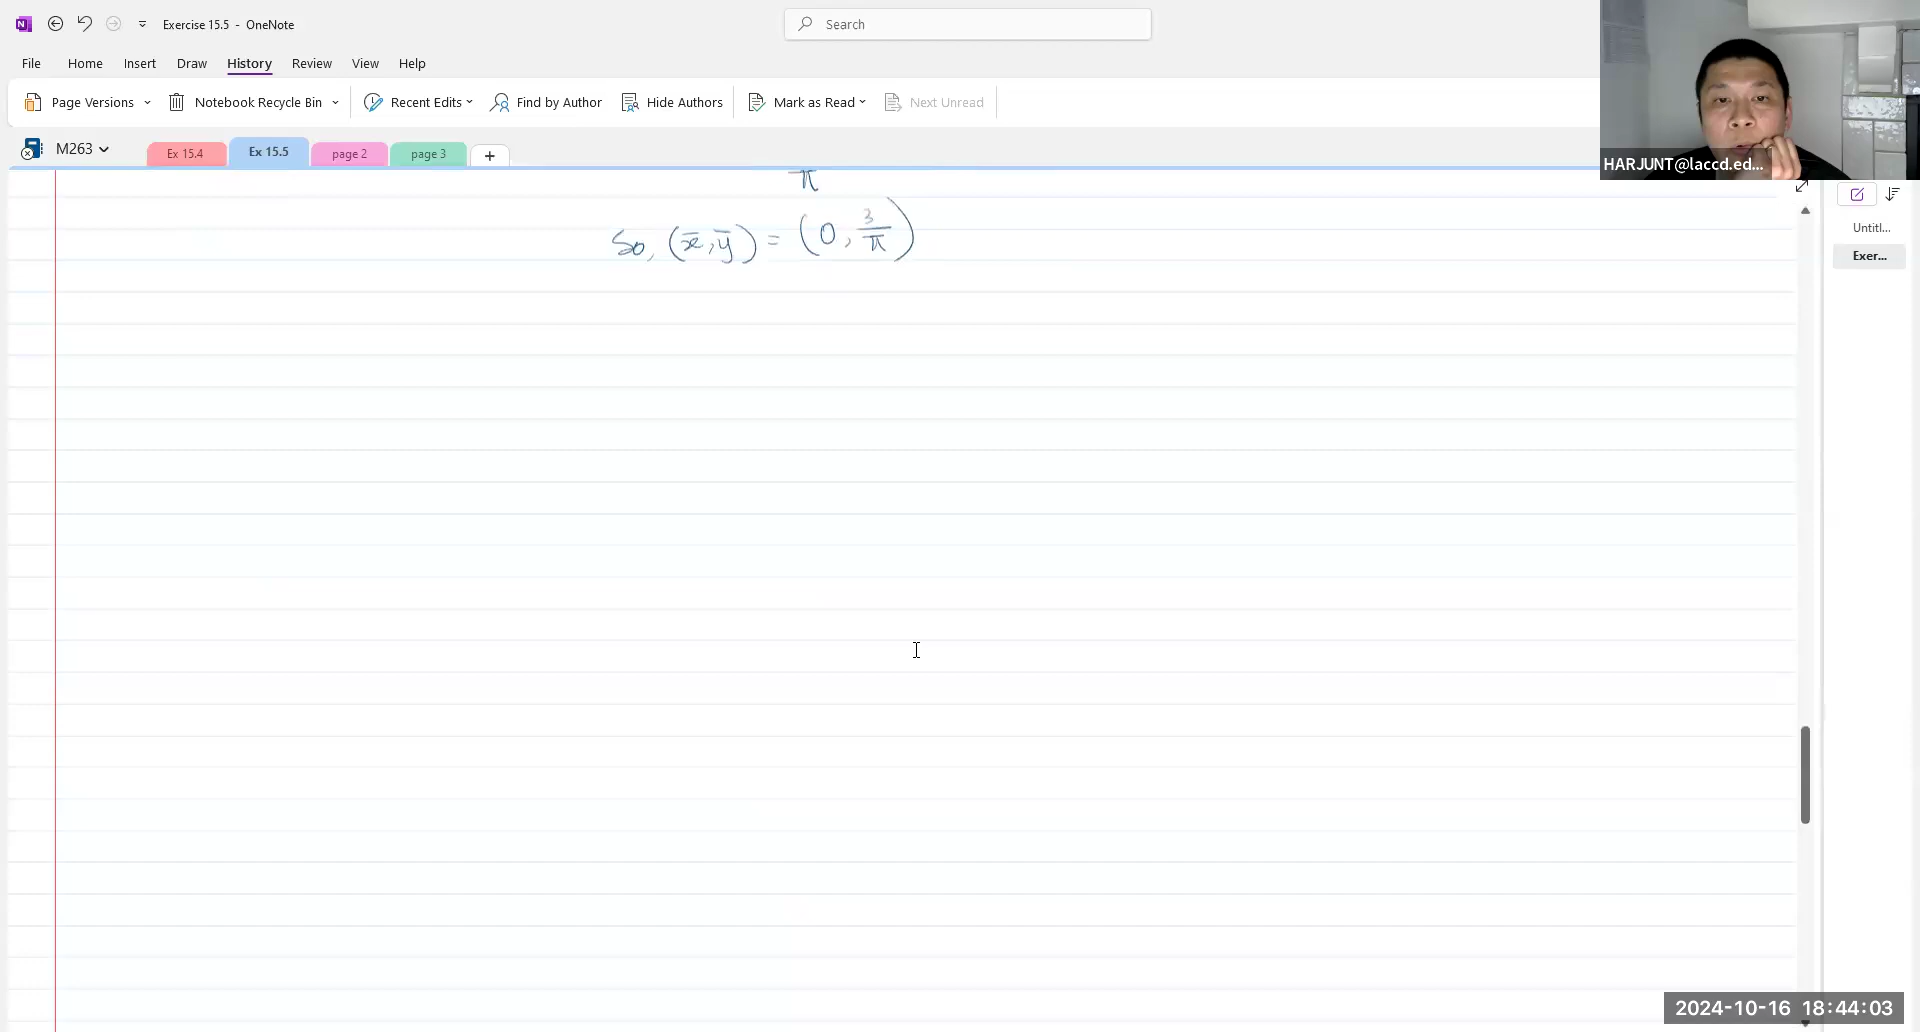 Exercise 15.5 - OneNote
Search
File Home Insert Draw History Review View Help
Page Versions Notebook Recycle Bin Recent Edits Find by Author Hide Authors Mark as Read Next Unread
HARJUNT@laccd.ed...
M263 Ex 15.4 Ex 15.5 page 2 page 3 +
Untitl...
Exer...
π
So, (x̄, ȳ) = (0, 3/π)
2024-10-16 18:44:03